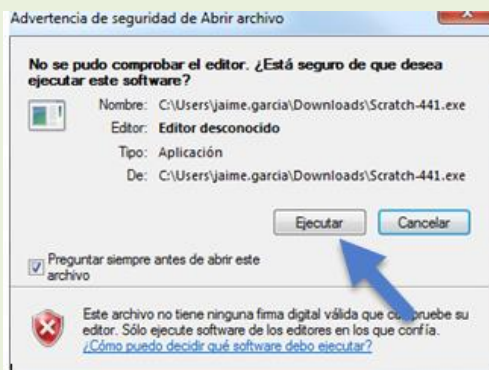 Advertencia de seguridad de Abrir archivo
No se pudo comprobar el editor. ¿Está seguro de que desea
ejecutar este software?
Nombre: C:\Users\jaime.garcia\Downloads\Scratch-441.exe
Editor: Editor desconocido
Tipo: Aplicación
De: C:\Users\jaime.garcia\Downloads\Scratch-441.exe
Ejecutar Cancelar
Preguntar siempre antes de abrir este
archivo
Este archivo no tiene ninguna firma digital válida que su
editor. Sólo ejecute software de los editores en los que confía.
¿Cómo puedo decidir qué software debo ejecutar?